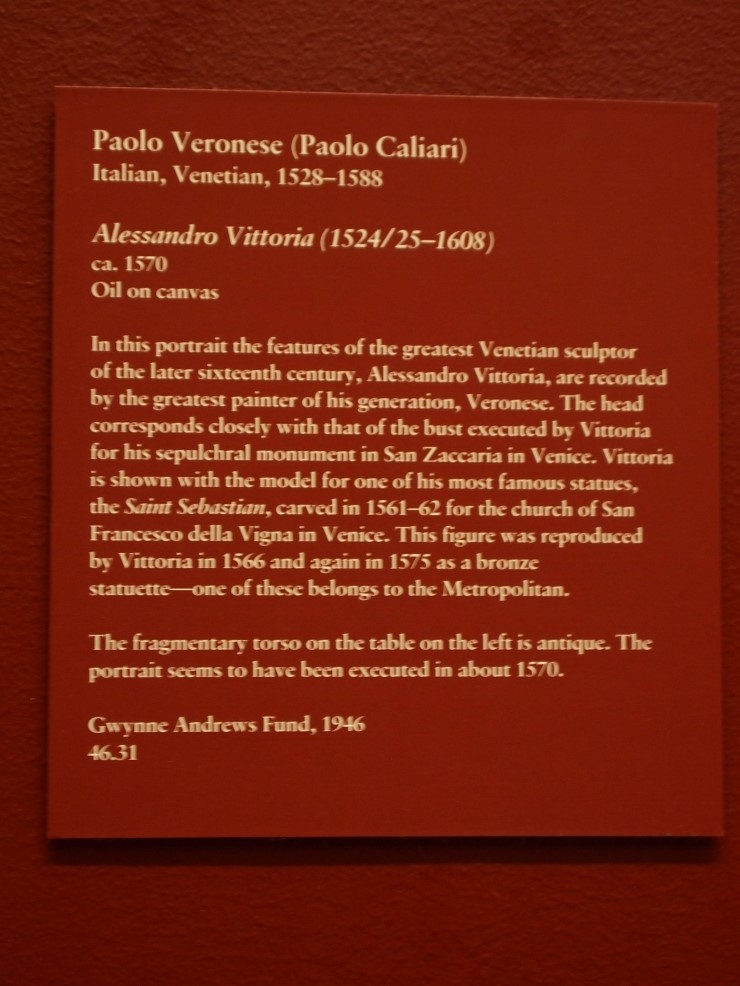 Paolo Veronese (Paolo Caliari)
Italian, Venetian, 1528–1588
Alessandro Vittoria (1524/25–1608)
ca. 1570
Oil on canvas
In this portrait the features of the greatest Venetian sculptor
of the later sixteenth century, Alessandro Vittoria, are recorded
by the greatest painter of his generation, Veronese. The head
corresponds closely with that of the bust executed by Vittoria
for his sepulchral monument in San Zaccaria in Venice. Vittoria
is shown with the model for one of his most famous statues,
the Saint Sebastian, carved in 1561–62 for the church of San
Francesco della Vigna in Venice. This figure was reproduced
by Vittoria in 1566 and again in 1575 as a bronze
statuette—one of these belongs to the Metropolitan.
The fragmentary torso on the table on the left is antique. The
portrait seems to have been executed in about 1570.
Gwynne Andrews Fund, 1946
46.31